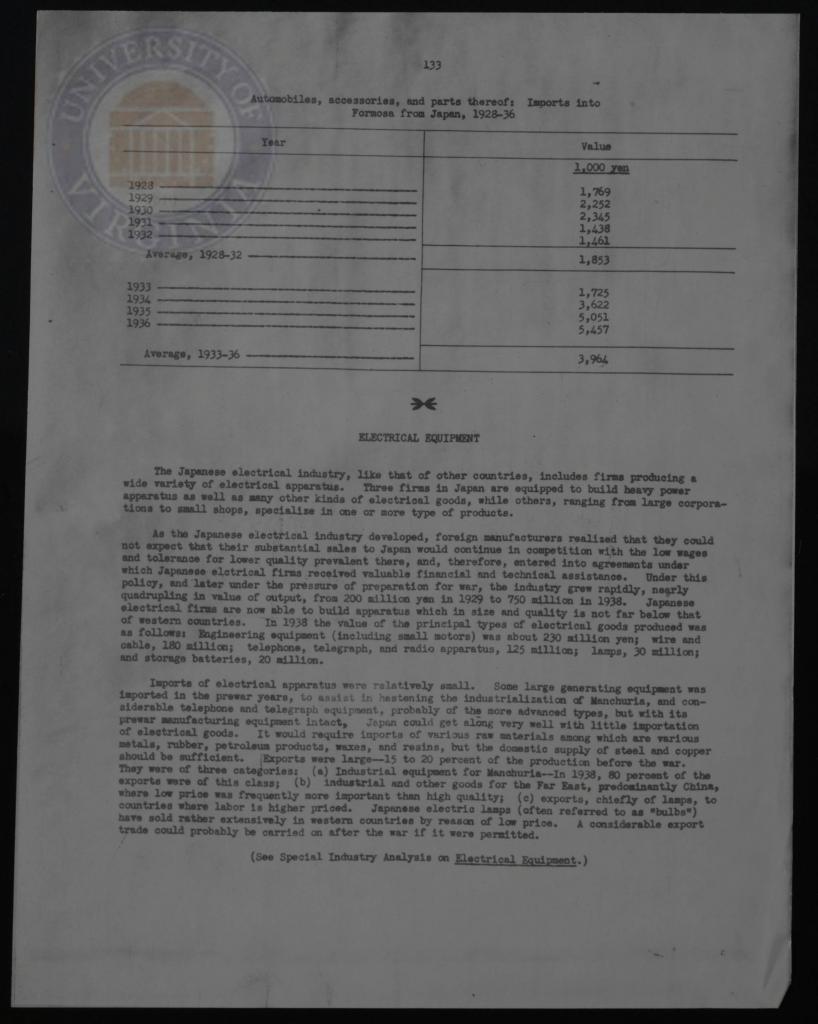 133
Automobiles, accessories, and parts thereof: Imports into
Formosa from Japan, 1928-36
Year Value
1,000 yen
1928 1,769
1929 2,252
1930 2,345
1931 1,438
1932 1,461
Average, 1928-32 1,853
1933 1,725
1934 3,622
1935 5,051
1936 5,457
Average, 1933-36 3,964
ELECTRICAL EQUIPMENT
The Japanese electrical industry, like that of other countries, includes firms producing a
wide variety of electrical apparatus. Three firms in Japan are equipped to build heavy power
apparatus as well as many other kinds of electrical goods, while others, ranging from large corpora-
tions to small shops, specialize in one or more type of products.
As the Japanese electrical industry developed, foreign manufacturers realized that they could
not expect that their substantial sales to Japan would continue in competition with the low wages
and tolerance for lower quality prevalent there, and, therefore, entered into agreements under
which Japanese elctrical firms received valuable financial and technical assistance. Under this
policy, and later under the pressure of preparation for war, the industry grew rapidly, nearly
quadrupling in value of output, from 200 million yen in 1929 to 750 million in 1938. Japanese
electrical firms are now able to build apparatus which in size and quality is not far below that
of western countries. In 1938 the value of the principal types of electrical goods produced was
as follows: Engineering equipment (including small motors) was about 230 million yen; wire and
cable, 180 million; telephone, telegraph, and radio apparatus, 125 million; lamps, 30 million;
and storage batteries, 20 million.
Imports of electrical apparatus were relatively small. Some large generating equipment was
imported in the prewar years, to assist in hastening the industrialization of Manchuria, and con-
siderable telephone and telegraph equipment, probably of the more advanced types, but with its
prewar manufacturing equipment intact, Japan could get along very well with little importation
of electrical goods. It would require imports of various raw materials among which are various
metals, rubber, petroleum products, waxes, and resins, but the domestic supply of steel and copper
should be sufficient. Exports were large--15 to 20 percent of the production before the war.
They were of three categories: (a) Industrial equipment for Manchuria--In 1938, 80 percent of the
exports were of this class; (b) industrial and other goods for the Far East, predominantly China,
where low price was frequently more important than high quality; (c) exports, chiefly of lamps, to
countries where labor is higher priced. Japanese electric lamps (often referred to as "bulbs")
have sold rather extensively in western countries by reason of low price. A considerable export
trade could probably be carried on after the war if it were permitted.
(See Special Industry Analysis on Electrical Equipment.)
UNIVERSITY OF
VIRGINIA